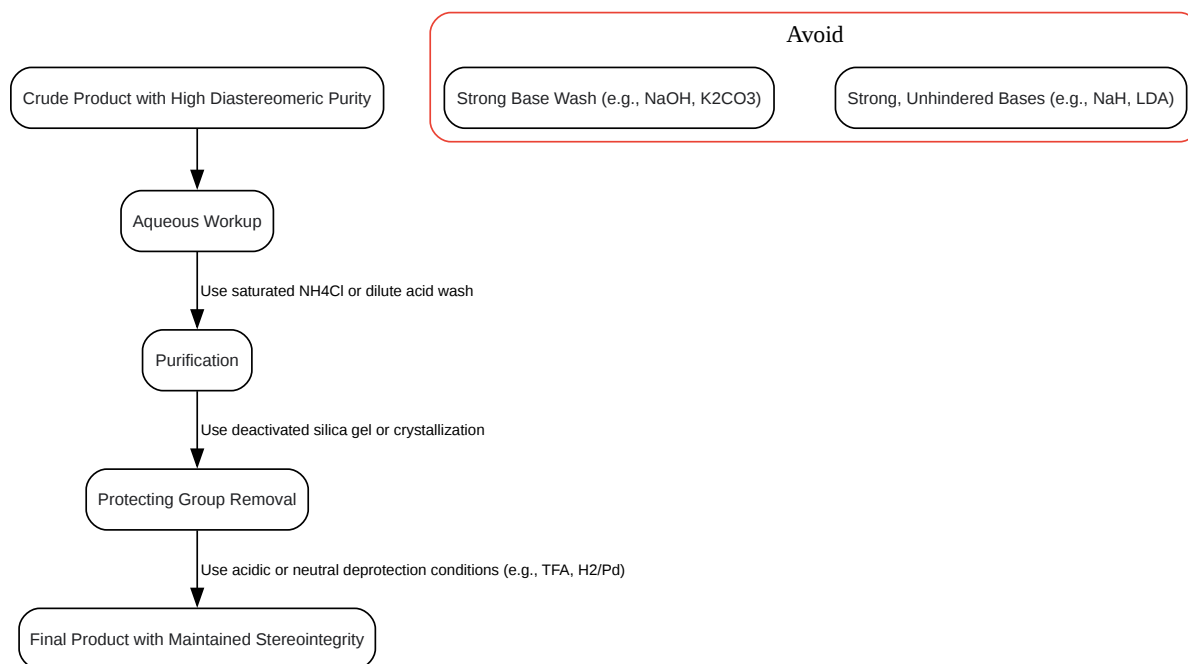 Avoid
Crude Product with High Diastereomeric Purity
Strong Base Wash (e.g., NaOH, K2CO3)
Strong, Unhindered Bases (e.g., NaH, LDA)
Aqueous Workup
Use saturated NH4Cl or dilute acid wash
Purification
Use deactivated silica gel or crystallization
Protecting Group Removal
Use acidic or neutral deprotection conditions (e.g., TFA, H2/Pd)
Final Product with Maintained Stereointegrity